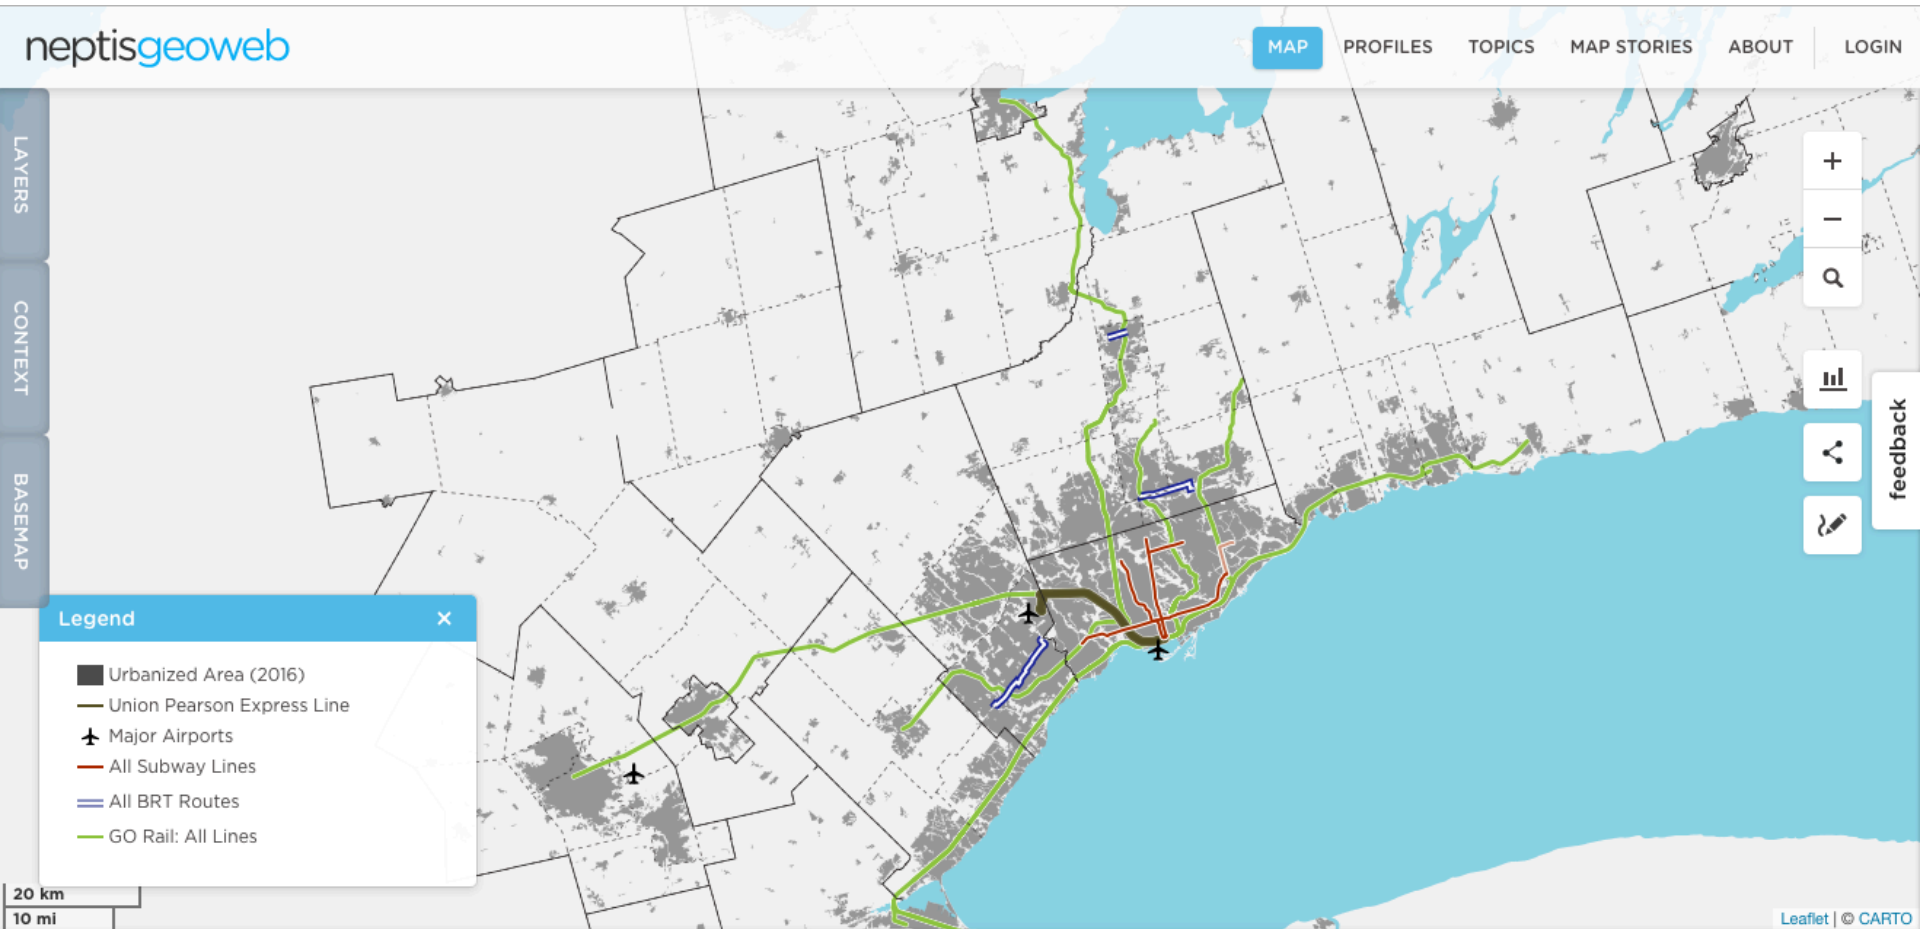 neptisgeoweb
MAP PROFILES TOPICS MAP STORIES ABOUT LOGIN
LAYERS
CONTEXT
BASEMAP
+
−
feedback
Legend ×
Urbanized Area (2016)
Union Pearson Express Line
Major Airports
All Subway Lines
All BRT Routes
GO Rail: All Lines
20 km
10 mi
Leaflet | © CARTO